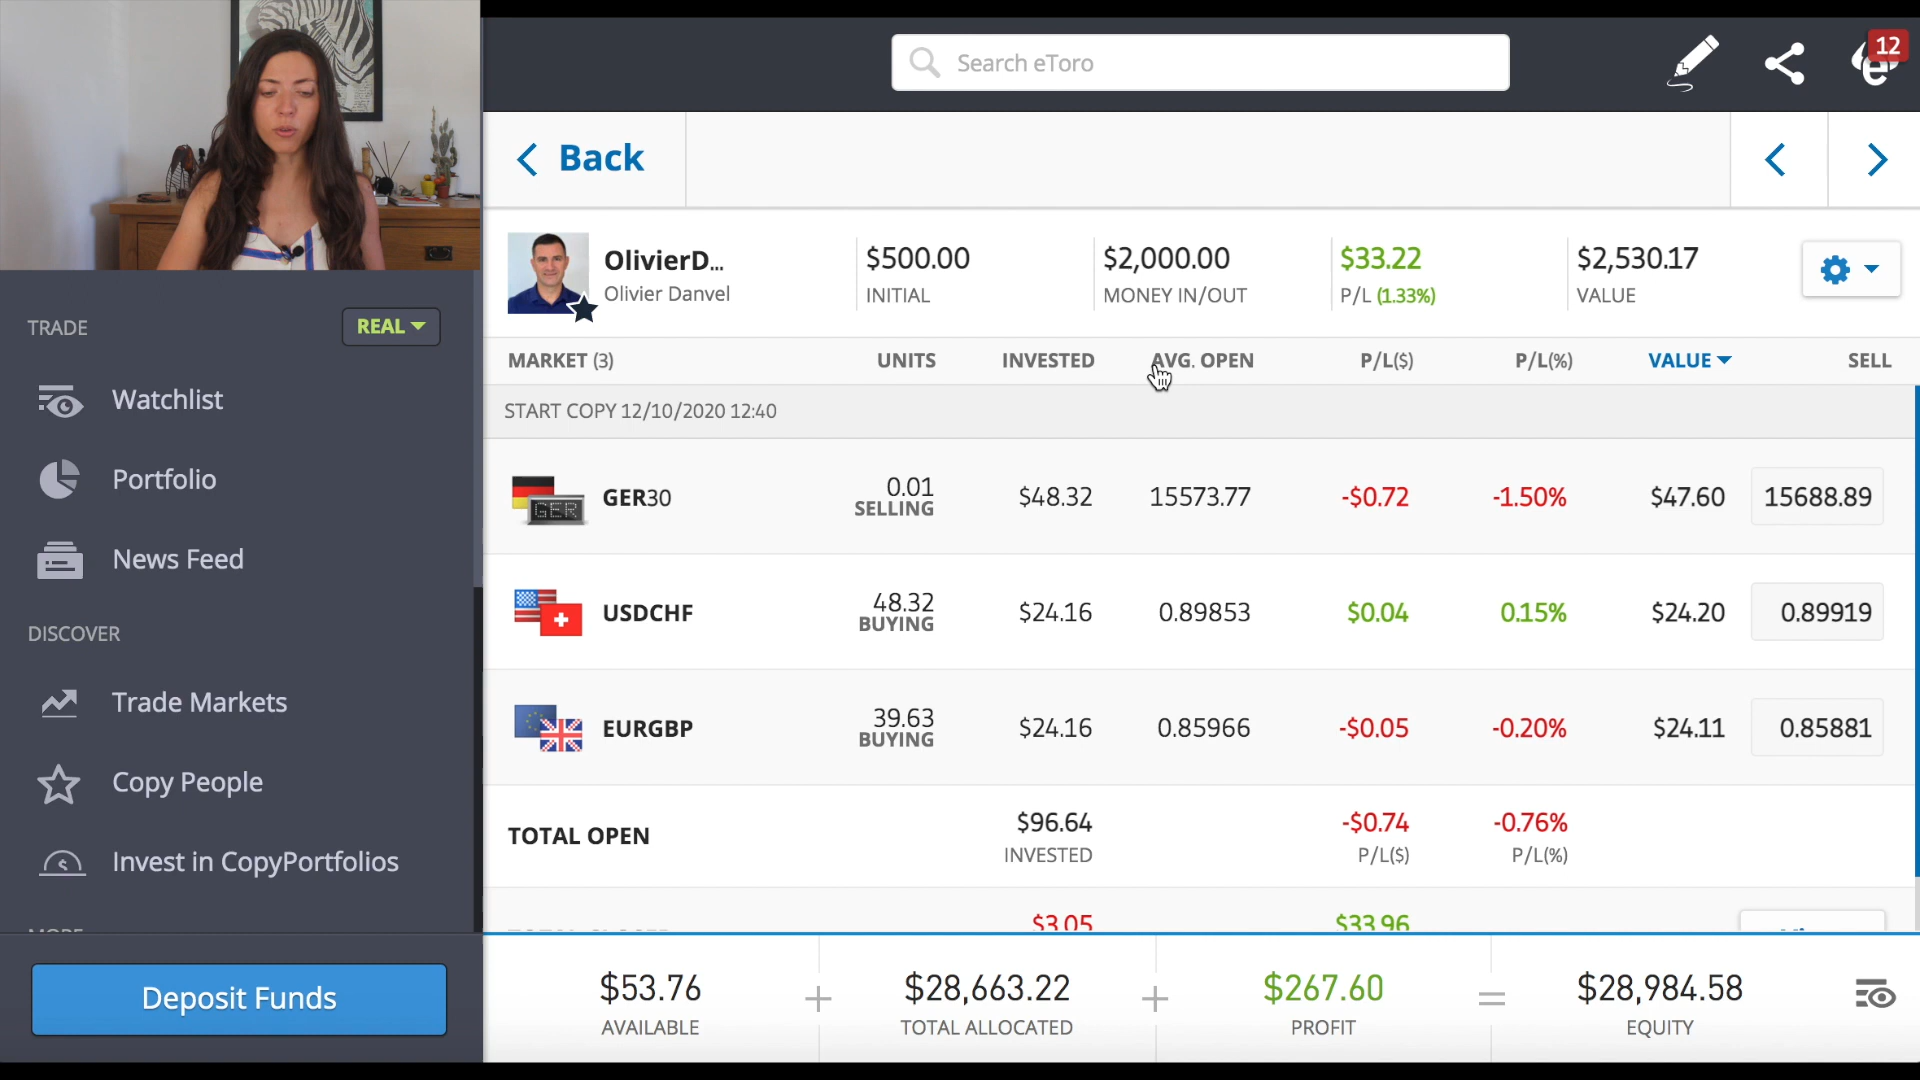 Search eToro
12
Back
OlivierD...
Olivier Danvel
$500.00
INITIAL
$2,000.00
MONEY IN/OUT
$33.22
P/L (1.33%)
$2,530.17
VALUE
TRADE
REAL
Watchlist
Portfolio
News Feed
DISCOVER
Trade Markets
Copy People
Invest in CopyPortfolios
Deposit Funds
MARKET (3) UNITS INVESTED AVG. OPEN P/L($) P/L(%) VALUE SELL
START COPY 12/10/2020 12:40
GER
GER30 0.01 SELLING $48.32 15573.77 -$0.72 -1.50% $47.60 15688.89
USDCHF 48.32 BUYING $24.16 0.89853 $0.04 0.15% $24.20 0.89919
EURGBP 39.63 BUYING $24.16 0.85966 -$0.05 -0.20% $24.11 0.85881
TOTAL OPEN $96.64 -$0.74 -0.76%
INVESTED P/L($) P/L(%)
$3.05 $33.96
$53.76 + $28,663.22 + $267.60 = $28,984.58
AVAILABLE TOTAL ALLOCATED PROFIT EQUITY